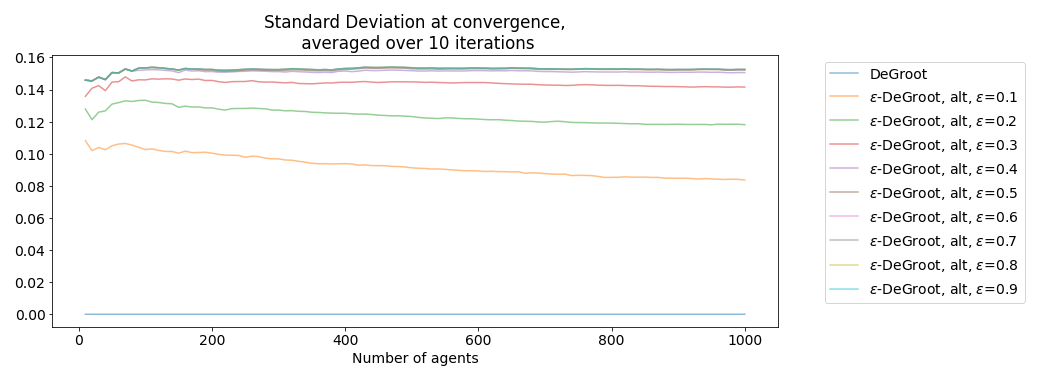 Standard Deviation at convergence,
averaged over 10 iterations
0.16
0.14
0.12
0.10
0.08
0.06
0.04
0.02
0.00
0
200
400
600
800
1000
Number of agents
DeGroot
ε-DeGroot, alt, ε=0.1
ε-DeGroot, alt, ε=0.2
ε-DeGroot, alt, ε=0.3
ε-DeGroot, alt, ε=0.4
ε-DeGroot, alt, ε=0.5
ε-DeGroot, alt, ε=0.6
ε-DeGroot, alt, ε=0.7
ε-DeGroot, alt, ε=0.8
ε-DeGroot, alt, ε=0.9